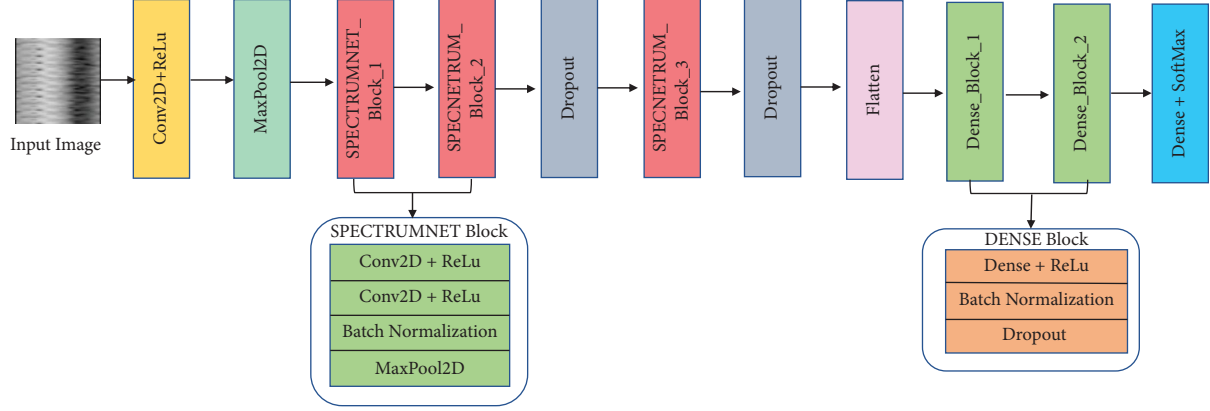 Input Image
Conv2D+ReLu
MaxPool2D
SPECTRUMNET_
Block_1
SPECNETRUM_
Block_2
Dropout
SPECNETRUM_
Block_3
Dropout
Flatten
Dense_Block_1
Dense_Block_2
Dense + SoftMax
SPECTRUMNET Block
Conv2D + ReLu
Conv2D + ReLu
Batch Normalization
MaxPool2D
DENSE Block
Dense + ReLu
Batch Normalization
Dropout